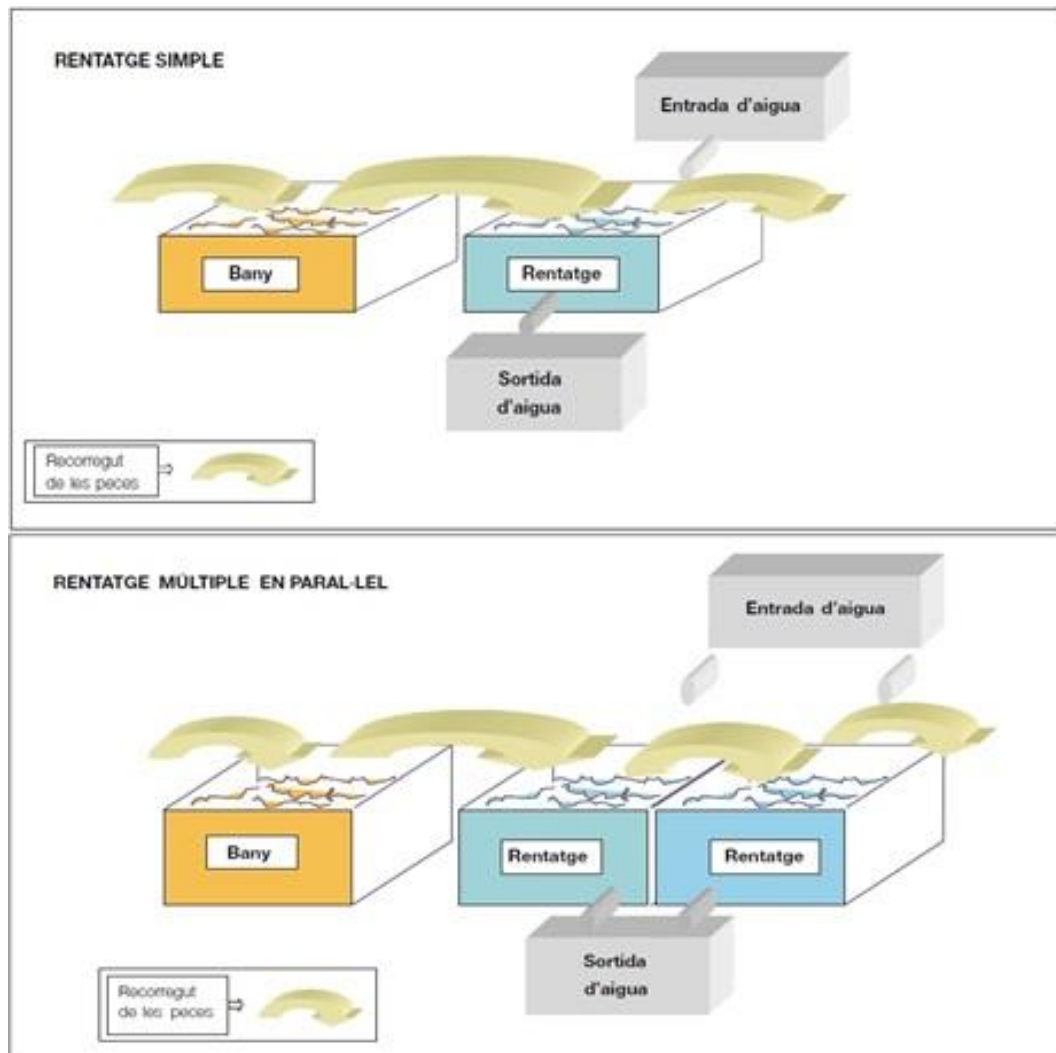 RENTATGE SIMPLE
Entrada d'aigua
Bany
Rentatge
Sortida
d'aigua
Recorregut
de les peces
⇨
RENTATGE MÚLTIPLE EN PARAL-LEL
Entrada d'aigua
Bany
Rentatge
Rentatge
Sortida
d'aigua
Recorregut
de les peces
⇨